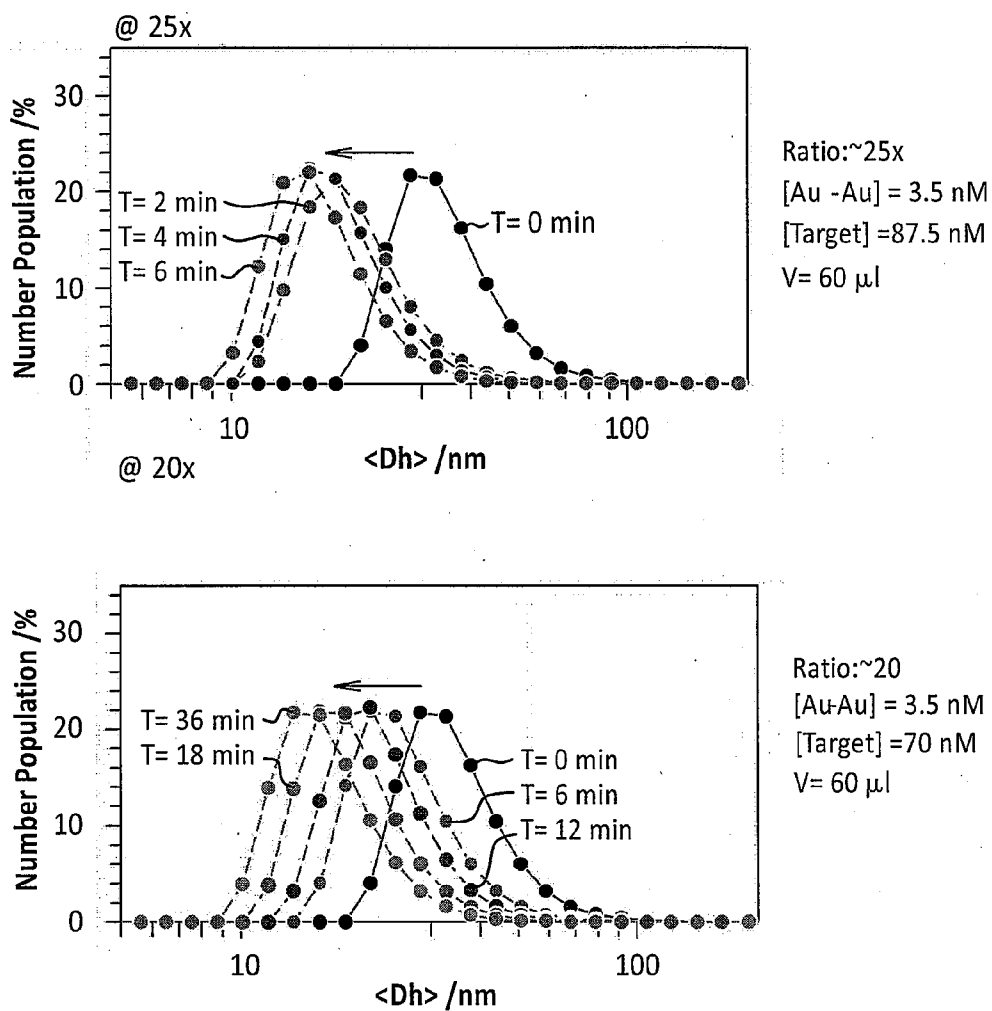 @ 25x
Number Population /%
30
20
10
0
T= 2 min
T= 4 min
T= 6 min
T= 0 min
10
100
<Dh> /nm
Ratio:~25x
[Au -Au] = 3.5 nM
[Target] =87.5 nM
V= 60 μl
@ 20x
Number Population /%
30
20
10
0
T= 36 min
T= 18 min
T= 0 min
T= 6 min
T= 12 min
10
100
<Dh> /nm
Ratio:~20
[Au-Au] = 3.5 nM
[Target] =70 nM
V= 60 μl